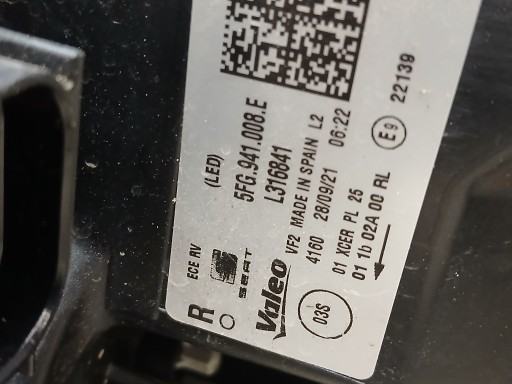 (LED)
5FG.941.008.E
L316841
ECE RV
SEAT
R
Valeo
VF2 MADE IN SPAIN L2
4160 28/09/21 06:22
01 XCER PL 25
01 1b 02A 00 RL
E9 22139
03S